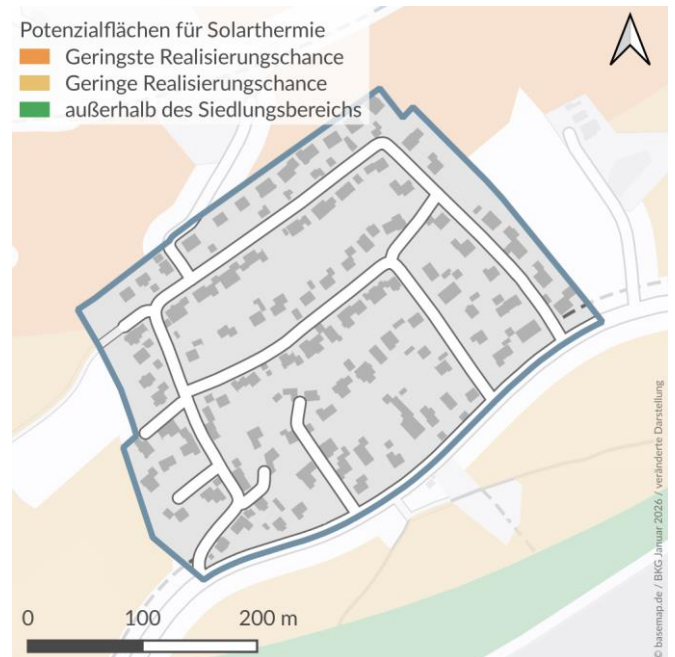 Potenzialflächen für Solarthermie
Geringste Realisierungschance
Geringe Realisierungschance
außerhalb des Siedlungsbereichs
0 100 200 m
© basemap.de / BKG Januar 2026 / veränderte Darstellung